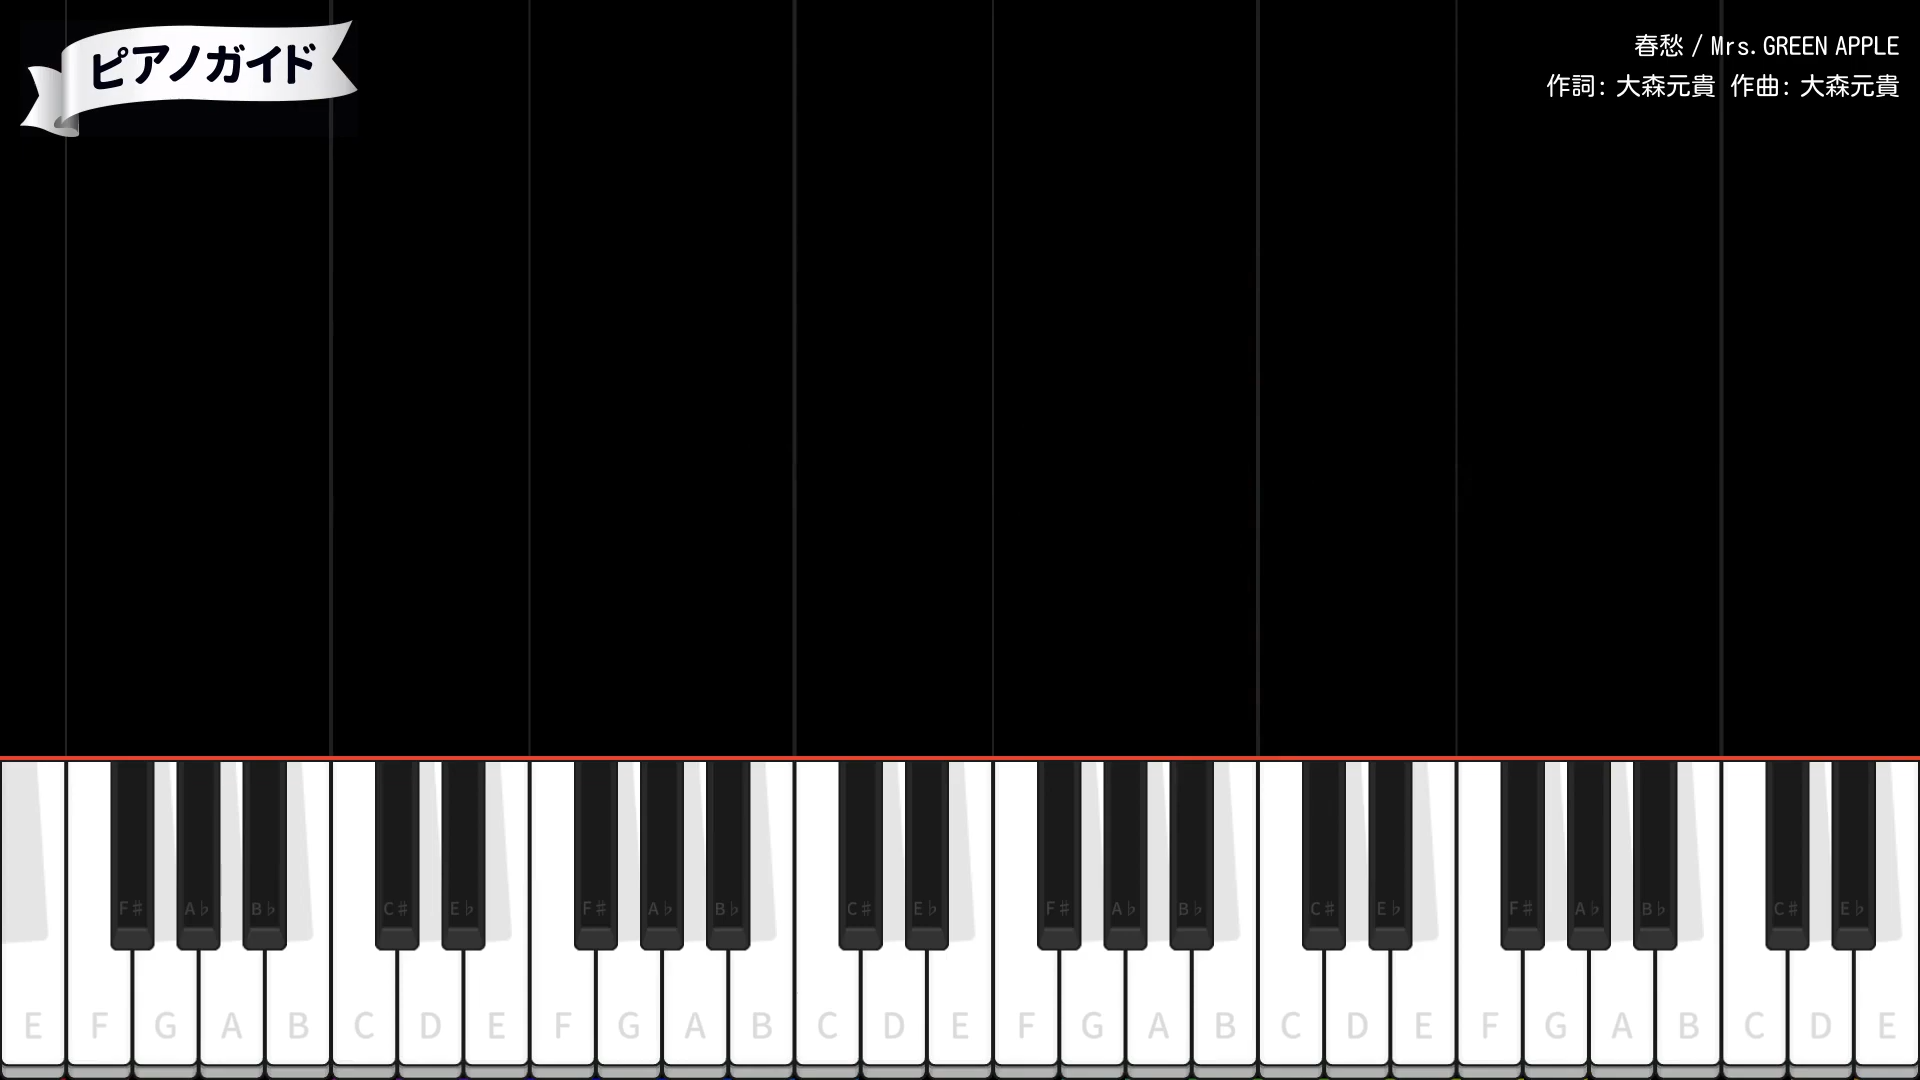 ピアノガイド
春愁 / Mrs. GREEN APPLE
作詞: 大森元貴 作曲: 大森元貴
F♯ A♭ B♭ C♯ E♭ F♯ A♭ B♭ C♯ E♭ F♯ A♭ B♭ C♯ E♭ F♯ A♭ B♭ C♯ E♭
E F G A B C D E F G A B C D E F G A B C D E F G A B C D E